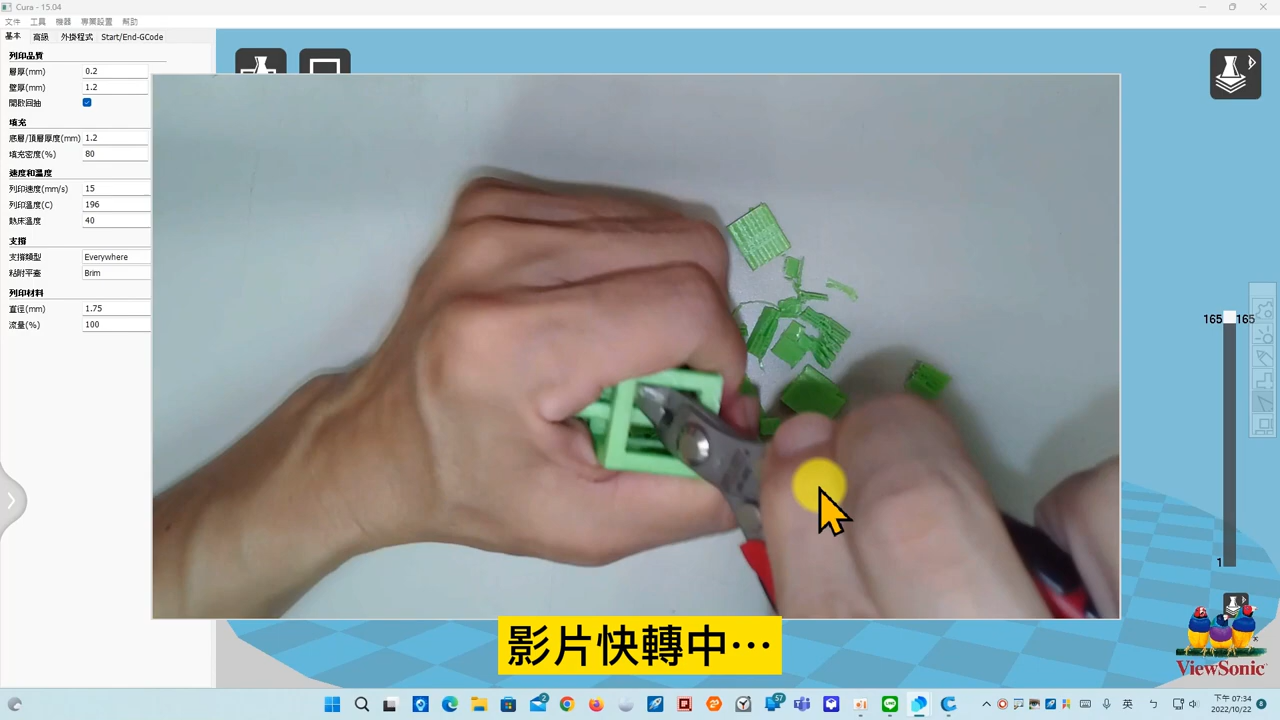 Cura - 15.04
文件 工具 機器 專業設置 幫助
基本 高級 外掛程式 Start/End-GCode
列印品質
層厚(mm) 0.2
壁厚(mm) 1.2
開啟回抽
填充
底層/頂層厚度(mm) 1.2
填充密度(%) 80
速度和溫度
列印速度(mm/s) 15
列印溫度(C) 196
熱床溫度 40
支撐
支撐類型 Everywhere
粘附平臺 Brim
列印材料
直徑(mm) 1.75
流量(%) 100
165 165
1
影片快轉中…
ViewSonic
2
57
英
ㄅ
下午 07:34
2022/10/22
8